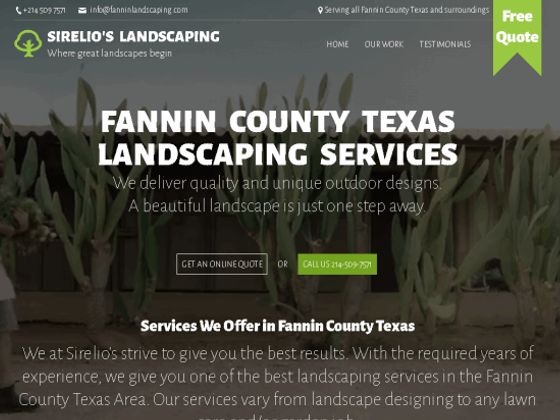 +214 509 7571
info@fanninlandscaping.com
Serving all Fannin County Texas and surroundings
Free
Quote
SIRELIO'S LANDSCAPING
Where great landscapes begin
HOME
OUR WORK
TESTIMONIALS
FANNIN COUNTY TEXAS
LANDSCAPING SERVICES
We deliver quality and unique outdoor designs.
A beautiful landscape is just one step away.
GET AN ONLINE QUOTE OR CALL US 214-509-7571
Services We Offer in Fannin County Texas
We at Sirelio's strive to give you the best results. With the required years of
experience, we give you one of the best landscaping services in the Fannin
County Texas Area. Our services vary from landscape designing to any lawn